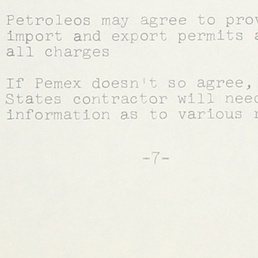 Petroleos may agree to prov
import and export permits a
all charges
If Pemex doesn't so agree,
States contractor will need
information as to various
-7-